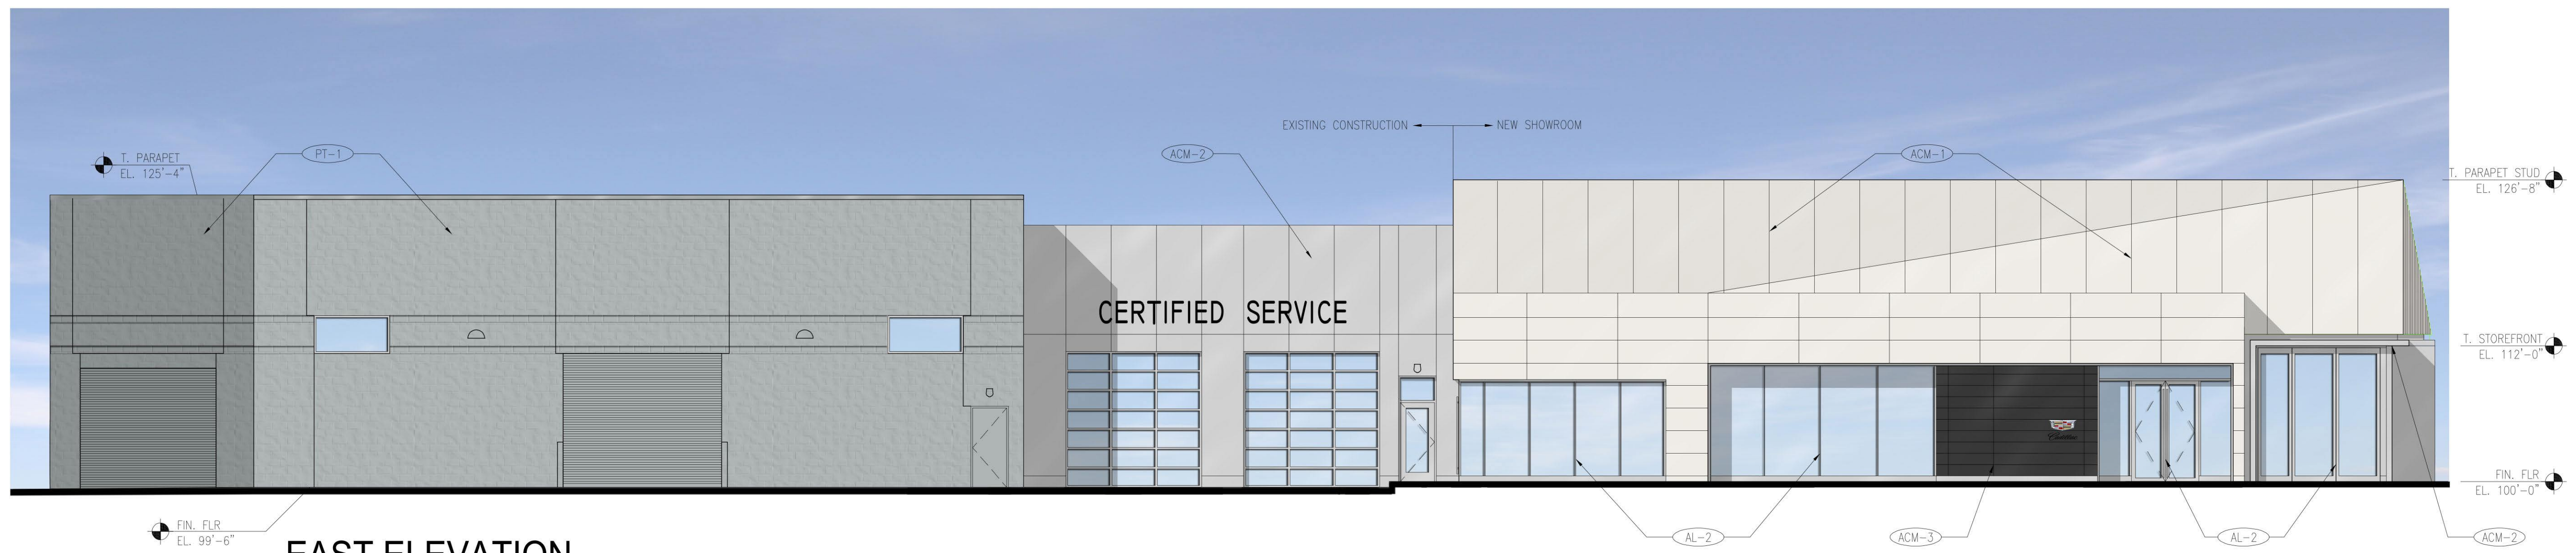 EXISTING CONSTRUCTION
NEW SHOWROOM
T. PARAPET
EL. 125'-4"
PT-1
ACM-2
ACM-1
T. PARAPET STUD
EL. 126'-8"
CERTIFIED SERVICE
T. STOREFRONT
EL. 112'-0"
Cadillac
FIN. FLR
EL. 100'-0"
FIN. FLR
EL. 99'-6"
AL-2
ACM-3
AL-2
ACM-2
EAST ELEVATION